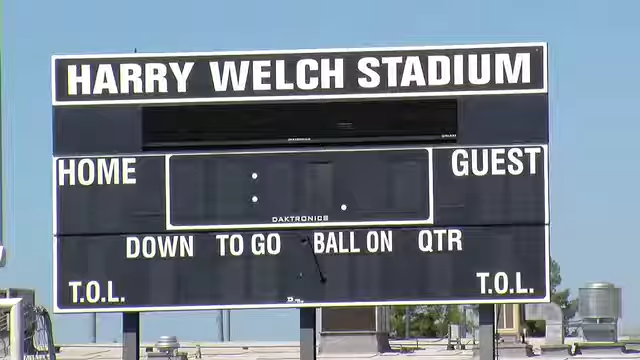 HARRY WELCH STADIUM
HOME GUEST
DAKTRONICS
DOWN TO GO BALL ON QTR
T.O.L. T.O.L.